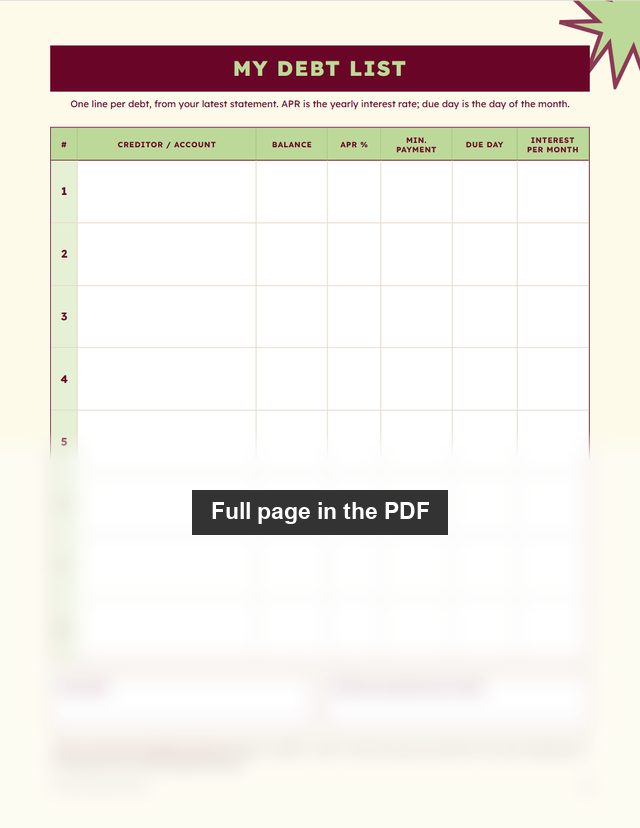 MY DEBT LIST
One line per debt, from your latest statement. APR is the yearly interest rate; due day is the day of the month.
# CREDITOR / ACCOUNT BALANCE APR % MIN. PAYMENT DUE DAY INTEREST PER MONTH
1
2
3
4
5
Full page in the PDF